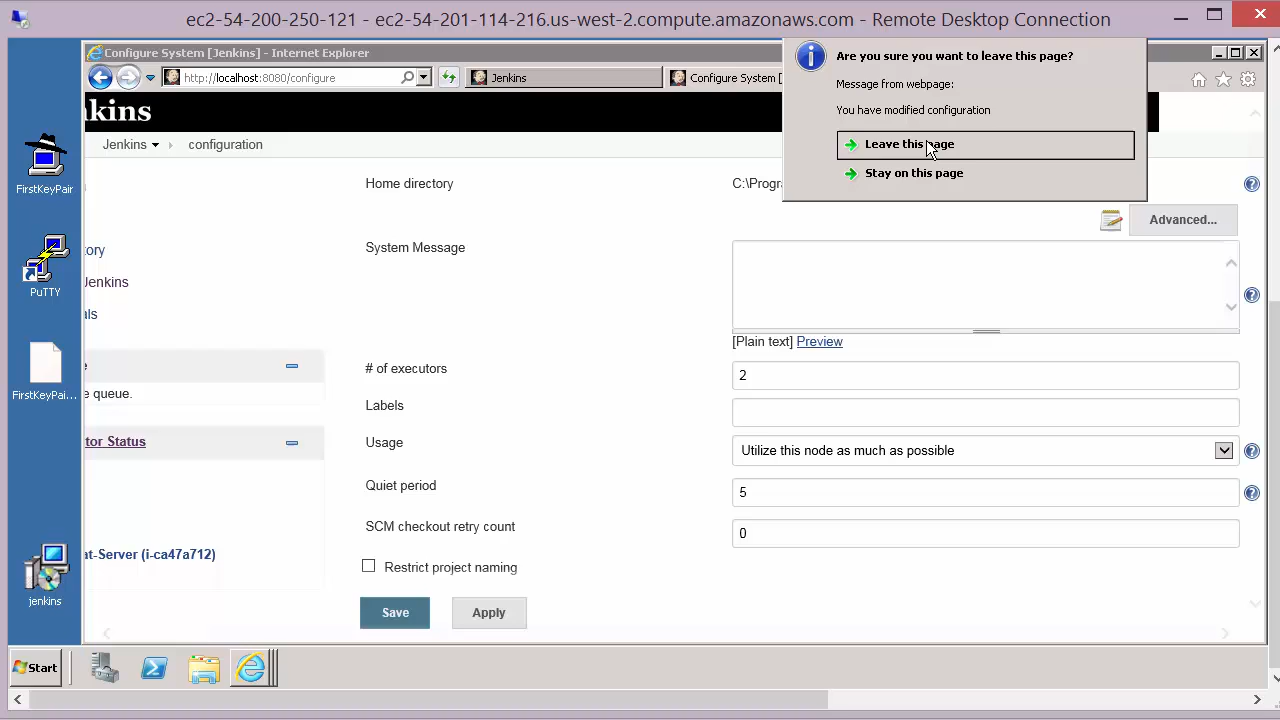 ec2-54-200-250-121 - ec2-54-201-114-216.us-west-2.compute.amazonaws.com - Remote Desktop Connection
Configure System [Jenkins] - Internet Explorer
http://localhost:8080/configure
Jenkins
Configure System [
Are you sure you want to leave this page?
Message from webpage:
You have modified configuration
Leave this page
Stay on this page
kins
Jenkins
configuration
Home directory
C:\Progra
Advanced...
System Message
[Plain text] Preview
# of executors
2
Labels
Usage
Utilize this node as much as possible
Quiet period
5
SCM checkout retry count
0
Restrict project naming
Save
Apply
ory
Jenkins
als
e
e queue.
tor Status
at-Server (i-ca47a712)
FirstKeyPair
PuTTY
FirstKeyPai...
jenkins
Start